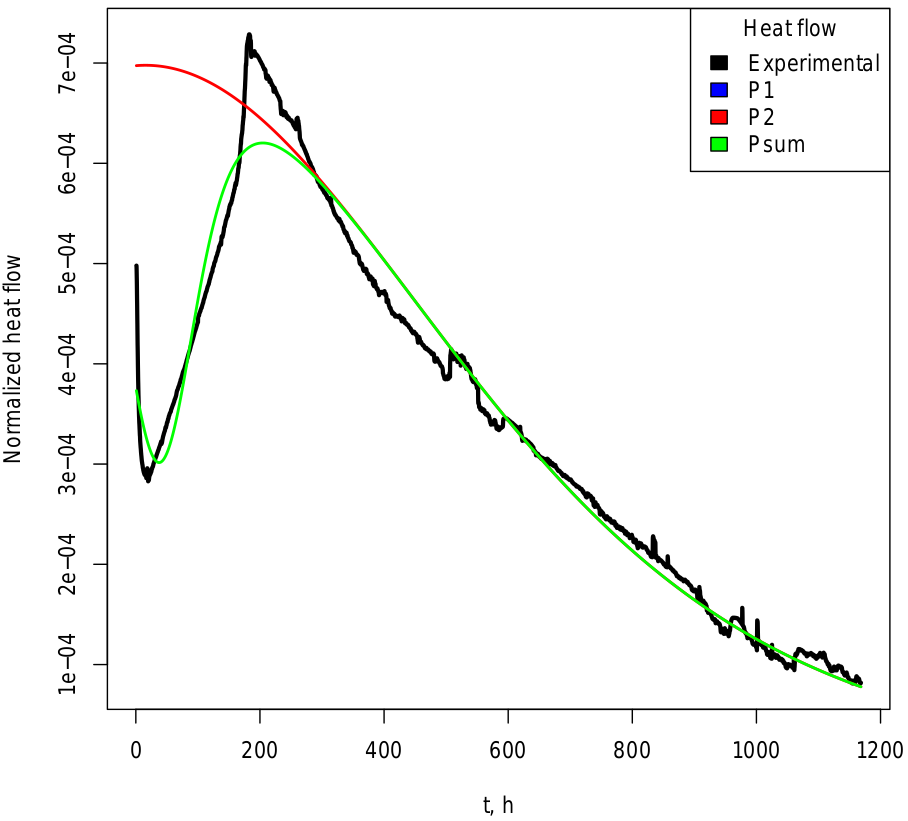 Heat flow
Experimental
P1
P2
Psum
Normalized heat flow
7e−04
6e−04
5e−04
4e−04
3e−04
2e−04
1e−04
0 200 400 600 800 1000 1200
t, h